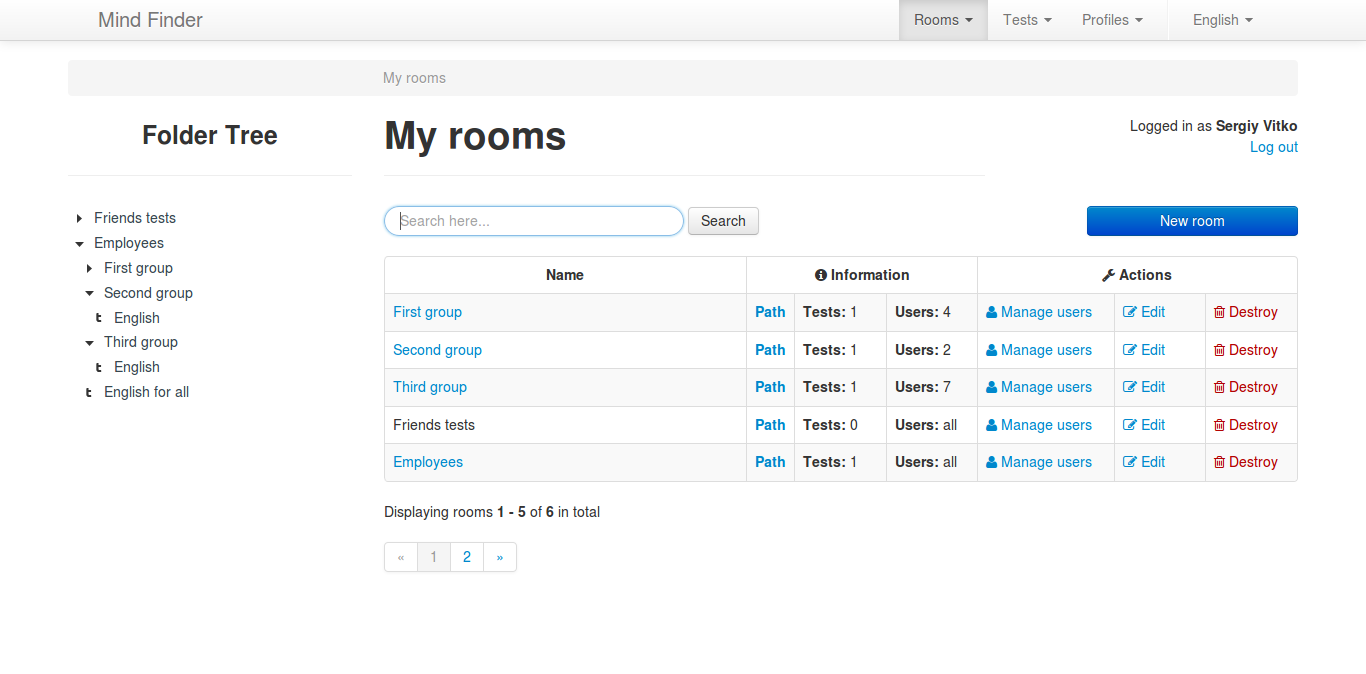 Mind Finder Rooms Tests Profiles English
My rooms
Folder Tree
Friends tests
Employees
First group
Second group
t English
Third group
t English
t English for all
My rooms
Logged in as Sergiy Vitko
Log out
Search here... Search New room
Name Information Actions
First group Path Tests: 1 Users: 4 Manage users Edit Destroy
Second group Path Tests: 1 Users: 2 Manage users Edit Destroy
Third group Path Tests: 1 Users: 7 Manage users Edit Destroy
Friends tests Path Tests: 0 Users: all Manage users Edit Destroy
Employees Path Tests: 1 Users: all Manage users Edit Destroy
Displaying rooms 1 - 5 of 6 in total
« 1 2 »